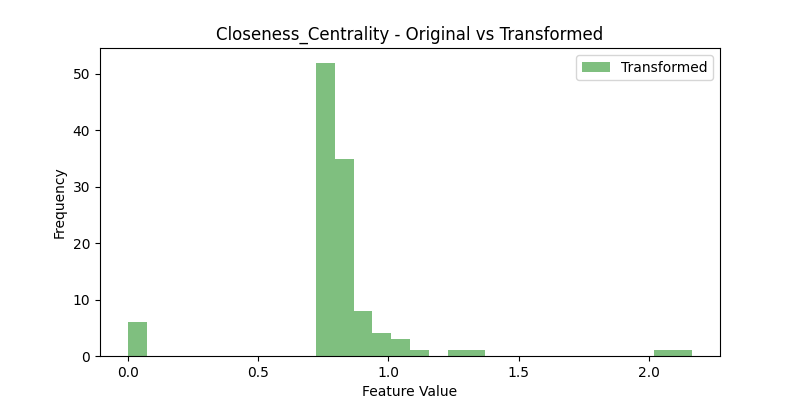 Closeness_Centrality - Original vs Transformed
Transformed
Frequency
50
40
30
20
10
0
0.0 0.5 1.0 1.5 2.0
Feature Value